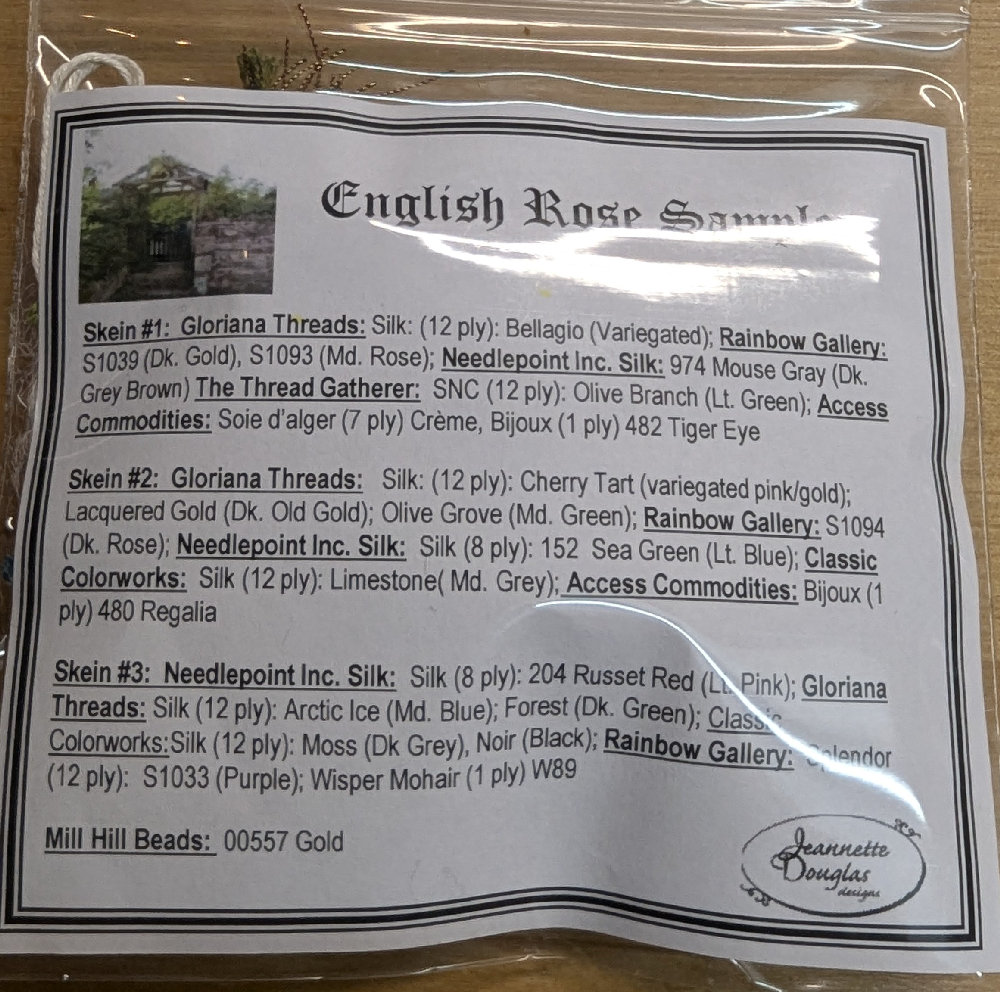 English Rose
Skein #1: Gloriana Threads: Silk: (12 ply): Bellagio (Variegated); Rainbow Gallery:
S1039 (Dk. Gold), S1093 (Md. Rose); Needlepoint Inc. Silk: 974 Mouse Gray (Dk.
Grey Brown) The Thread Gatherer: SNC (12 ply): Olive Branch (Lt. Green); Access
Commodities: Soie d'alger (7 ply) Crème, Bijoux (1 ply) 482 Tiger Eye
Skein #2: Gloriana Threads: Silk: (12 ply): Cherry Tart (variegated pink/gold);
Lacquered Gold (Dk. Old Gold); Olive Grove (Md. Green); Rainbow Gallery: S1094
(Dk. Rose); Needlepoint Inc. Silk: Silk (8 ply): 152 Sea Green (Lt. Blue); Classic
Colorworks: Silk (12 ply): Limestone( Md. Grey); Access Commodities: Bijoux (1
ply) 480 Regalia
Skein #3: Needlepoint Inc. Silk: Silk (8 ply): 204 Russet Red (Lt. Pink); Gloriana
Threads: Silk (12 ply): Arctic Ice (Md. Blue); Forest (Dk. Green); Classic
Colorworks:Silk (12 ply): Moss (Dk Grey), Noir (Black); Rainbow Gallery: Splendor
(12 ply): S1033 (Purple); Wisper Mohair (1 ply) W89
Mill Hill Beads: 00557 Gold
Jeannette
Douglas
designs